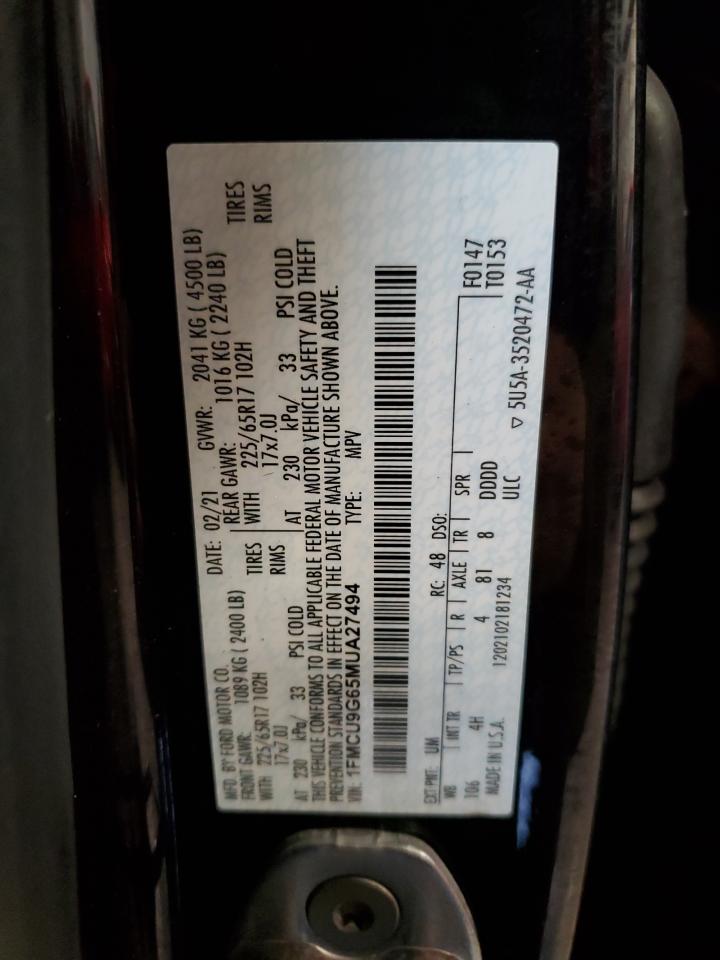 MFD. BY FORD MOTOR CO. DATE: 02/21 GVWR: 2041 KG ( 4500 LB)
FRONT GAWR: 1089 KG ( 2400 LB) REAR GAWR: 1016 KG ( 2240 LB)
WITH 225/65R17 102H TIRES WITH 225/65R17 102H TIRES
17x7.0J RIMS 17x7.0J RIMS
AT 230 kPa/ 33 PSI COLD AT 230 kPa/ 33 PSI COLD
THIS VEHICLE CONFORMS TO ALL APPLICABLE FEDERAL MOTOR VEHICLE SAFETY AND THEFT
PREVENTION STANDARDS IN EFFECT ON THE DATE OF MANUFACTURE SHOWN ABOVE.
VIN: 1FMCU9G65MUA27494 TYPE: MPV
EXT PNT: UM RC: 48 DSO:
WB INT TR TP/PS R AXLE TR SPR F0147
106 4H 4 81 8 DDDD T0153
ULC
MADE IN U.S.A. 1202102181234 ▽ 5U5A-3520472-AA